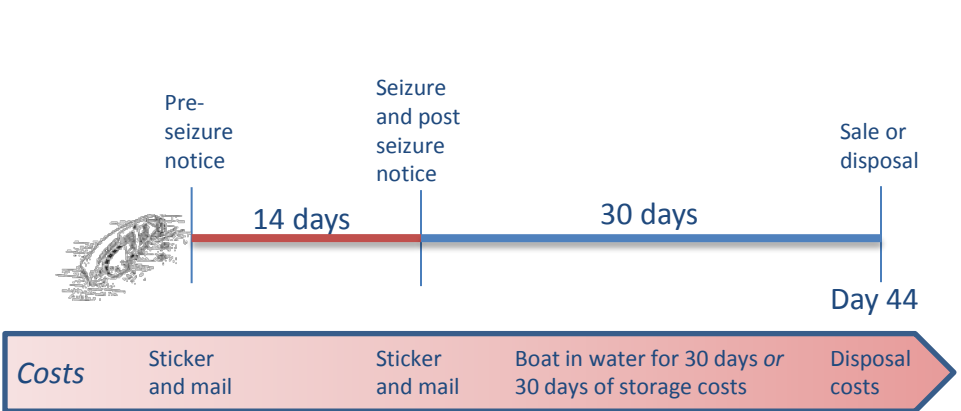 Pre-
seizure
notice
Seizure
and post
seizure
notice
Sale or
disposal
14 days
30 days
Day 44
Costs
Sticker
and mail
Sticker
and mail
Boat in water for 30 days or
30 days of storage costs
Disposal
costs